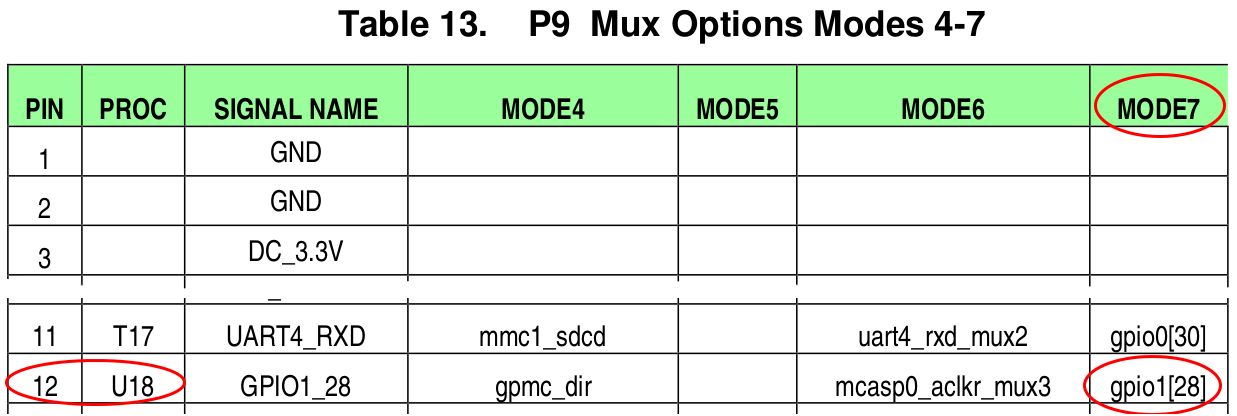 Table 13. P9 Mux Options Modes 4-7
PIN PROC SIGNAL NAME MODE4 MODE5 MODE6 MODE7
1 GND
2 GND
3 DC_3.3V
11 T17 UART4_RXD mmc1_sdcd uart4_rxd_mux2 gpio0[30]
12 U18 GPIO1_28 gpmc_dir mcasp0_aclkr_mux3 gpio1[28]